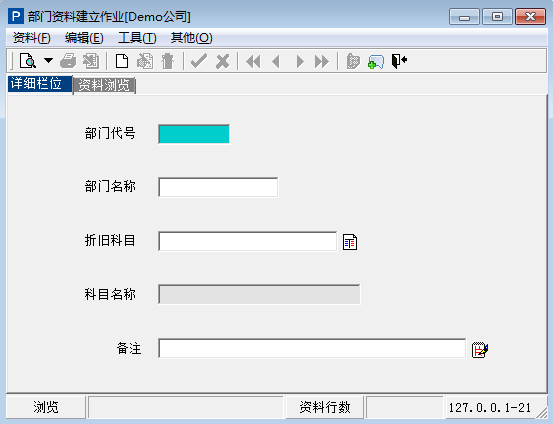 部门资料建立作业[Demo公司]
资料(F) 编辑(E) 工具(T) 其他(O)
详细栏位 资料浏览
部门代号
部门名称
折旧科目
科目名称
备注
浏览 资料行数 127.0.0.1-21